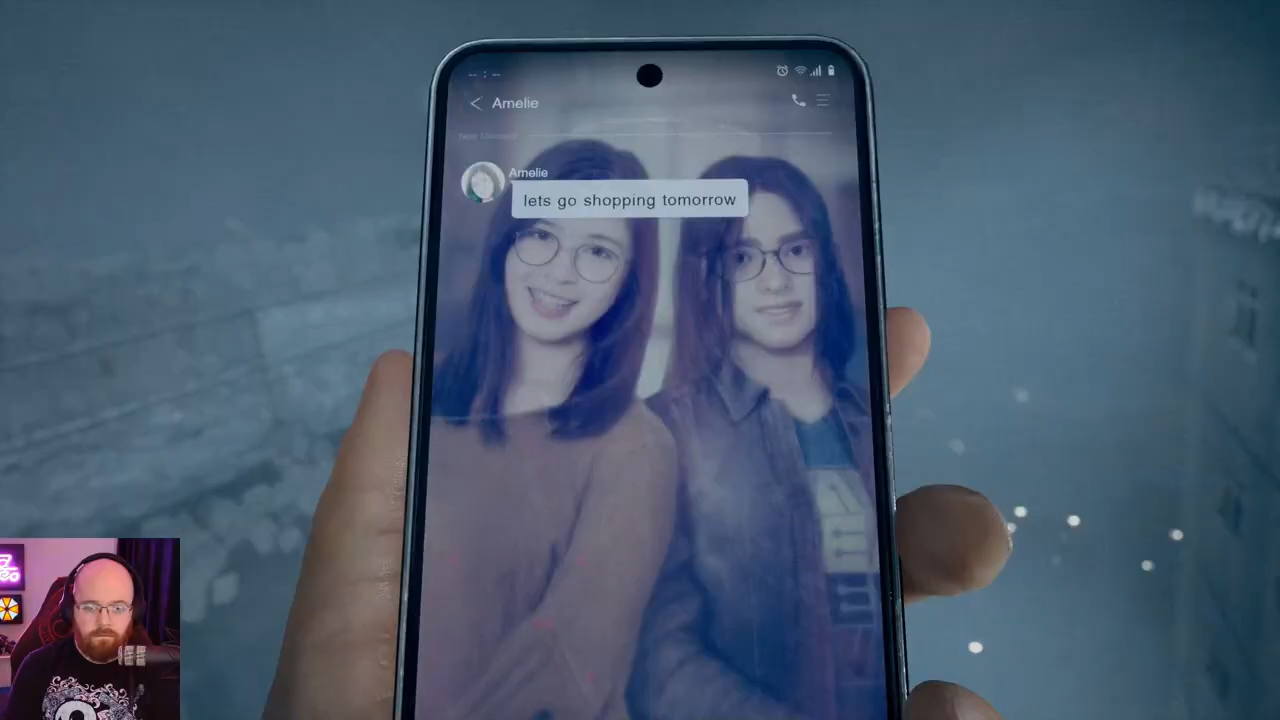 -- : --
Amelie
Amelie
lets go shopping tomorrow